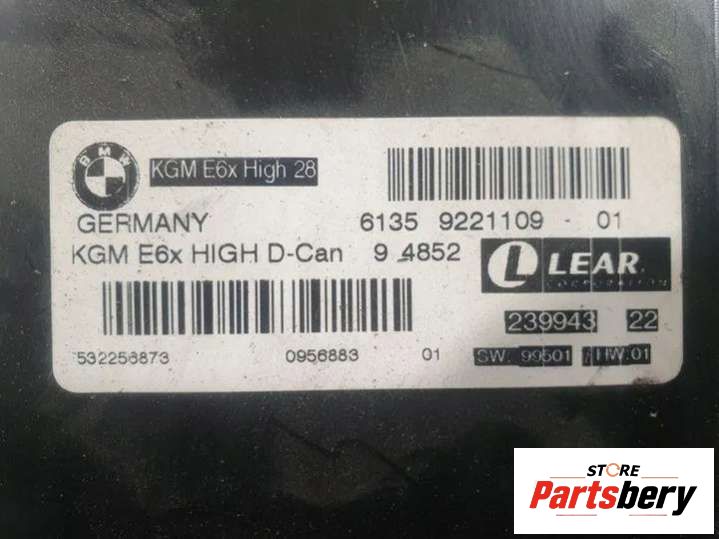 BMW
KGM E6x High 28
GERMANY 6135 9221109 - 01
KGM E6x HIGH D-Can 9 4852
L LEAR
CORPORATION
239943 22
532256873 0956883 01 SW. 99501 / HW.01
STORE
Partsbery